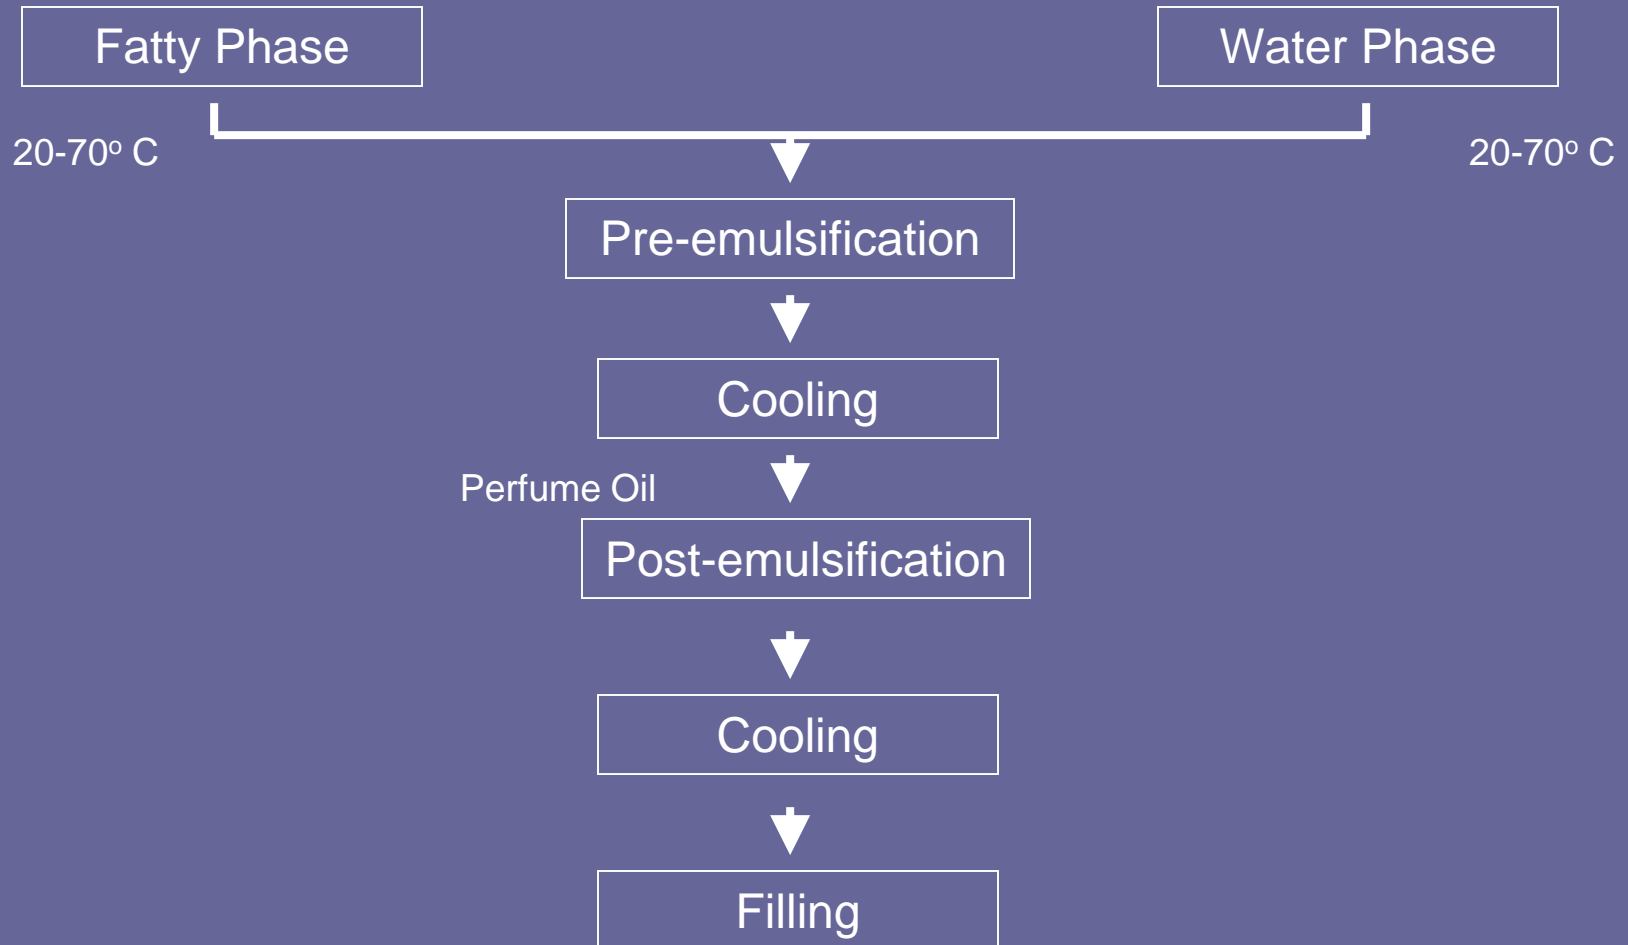 Fatty Phase
Water Phase
20-70º C
20-70º C
Pre-emulsification
Cooling
Perfume Oil
Post-emulsification
Cooling
Filling